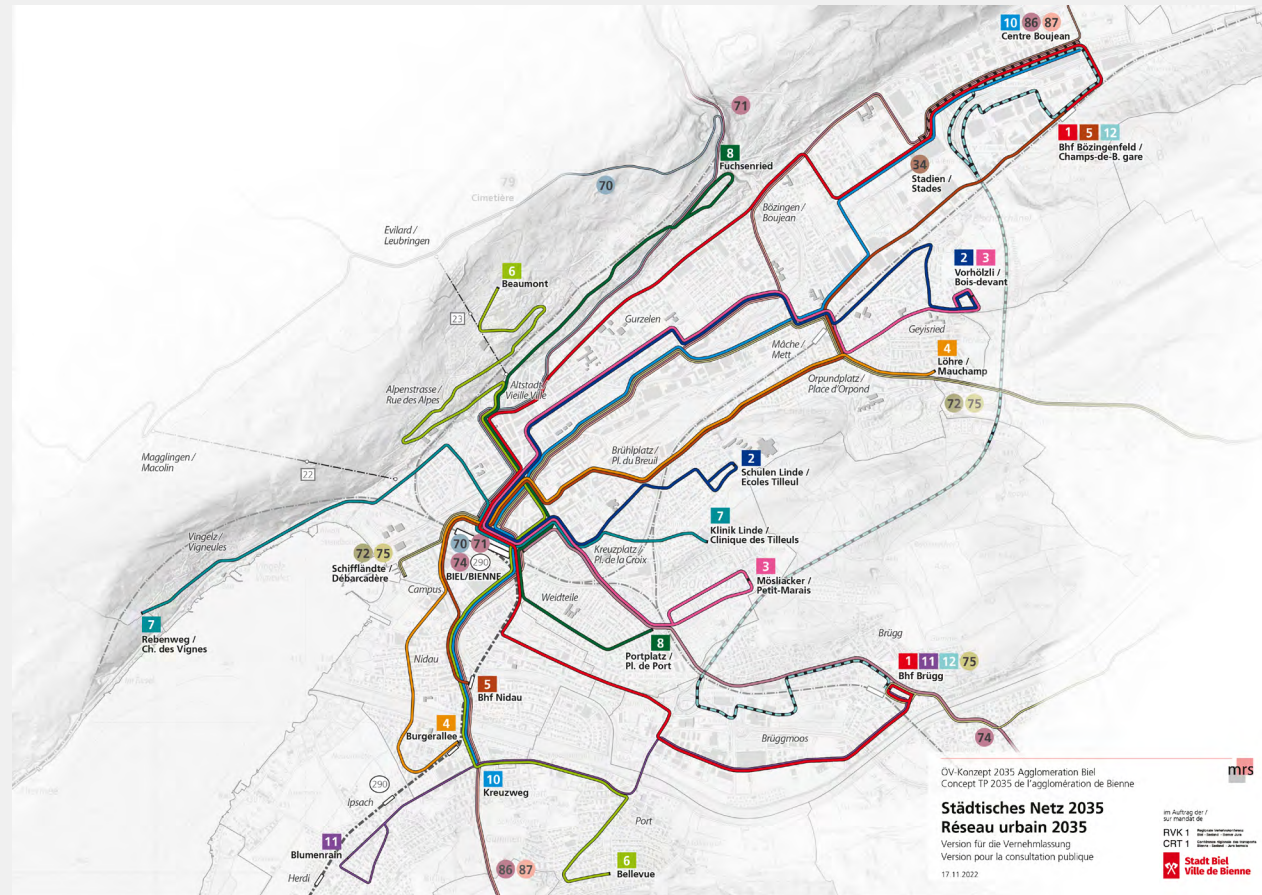 10 86 87
Centre Boujean
71
8
Fuchsenried
1 5 12
Bhf Bözingenfeld /
Champs-de-B. gare
34
Stadien /
Stades
79
Cimetière
70
Bözingen /
Boujean
Evilard /
Leubringen
6
Beaumont
2 3
Vorhölzli /
Bois-devant
23
Gurzelen
Geyisried
Mâche /
Mett
4
Löhre /
Mauchamp
Alpenstrasse /
Rue des Alpes
Altstadt
Vieille Ville
Orpundplatz /
Place d'Orpond
72 75
Magglingen /
Macolin
22
Brühlplatz /
Pl. du Breuil
2
Schulen Linde /
Ecoles Tilleul
7
Klinik Linde /
Clinique des Tilleuls
Vingelz /
Vigneules
72 75
Schifflände /
Débarcadère
70 71
74 290
BIEL/BIENNE
Kreuzplatz /
Pl. de la Croix
3
Mösliacker /
Petit-Marais
Campus
Weidteile
7
Rebenweg /
Ch. des Vignes
Nidau
8
Portplatz /
Pl. de Port
Brügg
1 11 12 75
Bhf Brügg
5
Bhf Nidau
4
Burgerallee
Brüggmoos
74
290
Ipsach
10
Kreuzweg
Port
11
Blumenrain
Herdi
86 87
6
Bellevue
ÖV-Konzept 2035 Agglomeration Biel
Concept TP 2035 de l'agglomération de Bienne
mrs
Städtisches Netz 2035
Réseau urbain 2035
Version für die Vernehmlassung
Version pour la consultation publique
17.11.2022
im Auftrag der /
sur mandat de
RVK 1
CRT 1
Stadt Biel
Ville de Bienne